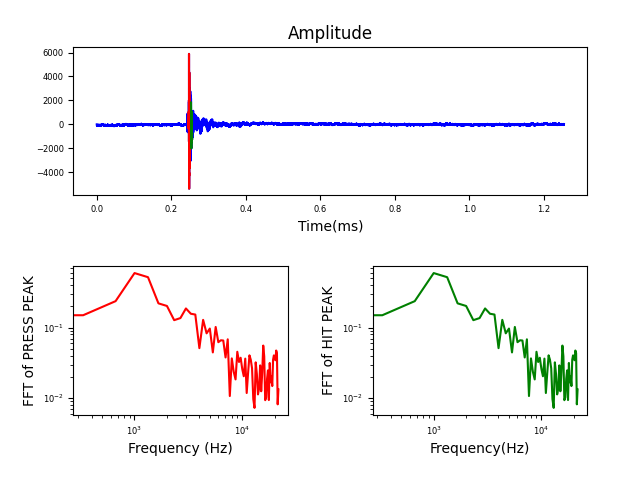 Amplitude
6000
4000
2000
0
−2000
−4000
0.0 0.2 0.4 0.6 0.8 1.0 1.2
Time(ms)
FFT of PRESS PEAK
10⁻¹
10⁻²
10³ 10⁴
Frequency (Hz)
FFT of HIT PEAK
10⁻¹
10⁻²
10³ 10⁴
Frequency(Hz)